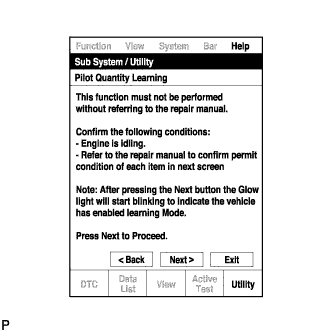 Function View System Bar Help
Sub System / Utility
Pilot Quantity Learning
This function must not be performed
without referring to the repair manual.
Confirm the following conditions:
- Engine is idling.
- Refer to the repair manual to confirm permit
condition of each item in next screen
Note: After pressing the Next button the Glow
light will start blinking to indicate the vehicle
has enabled learning Mode.
Press Next to Proceed.
< Back Next > Exit
DTC Data List View Active Test Utility
P